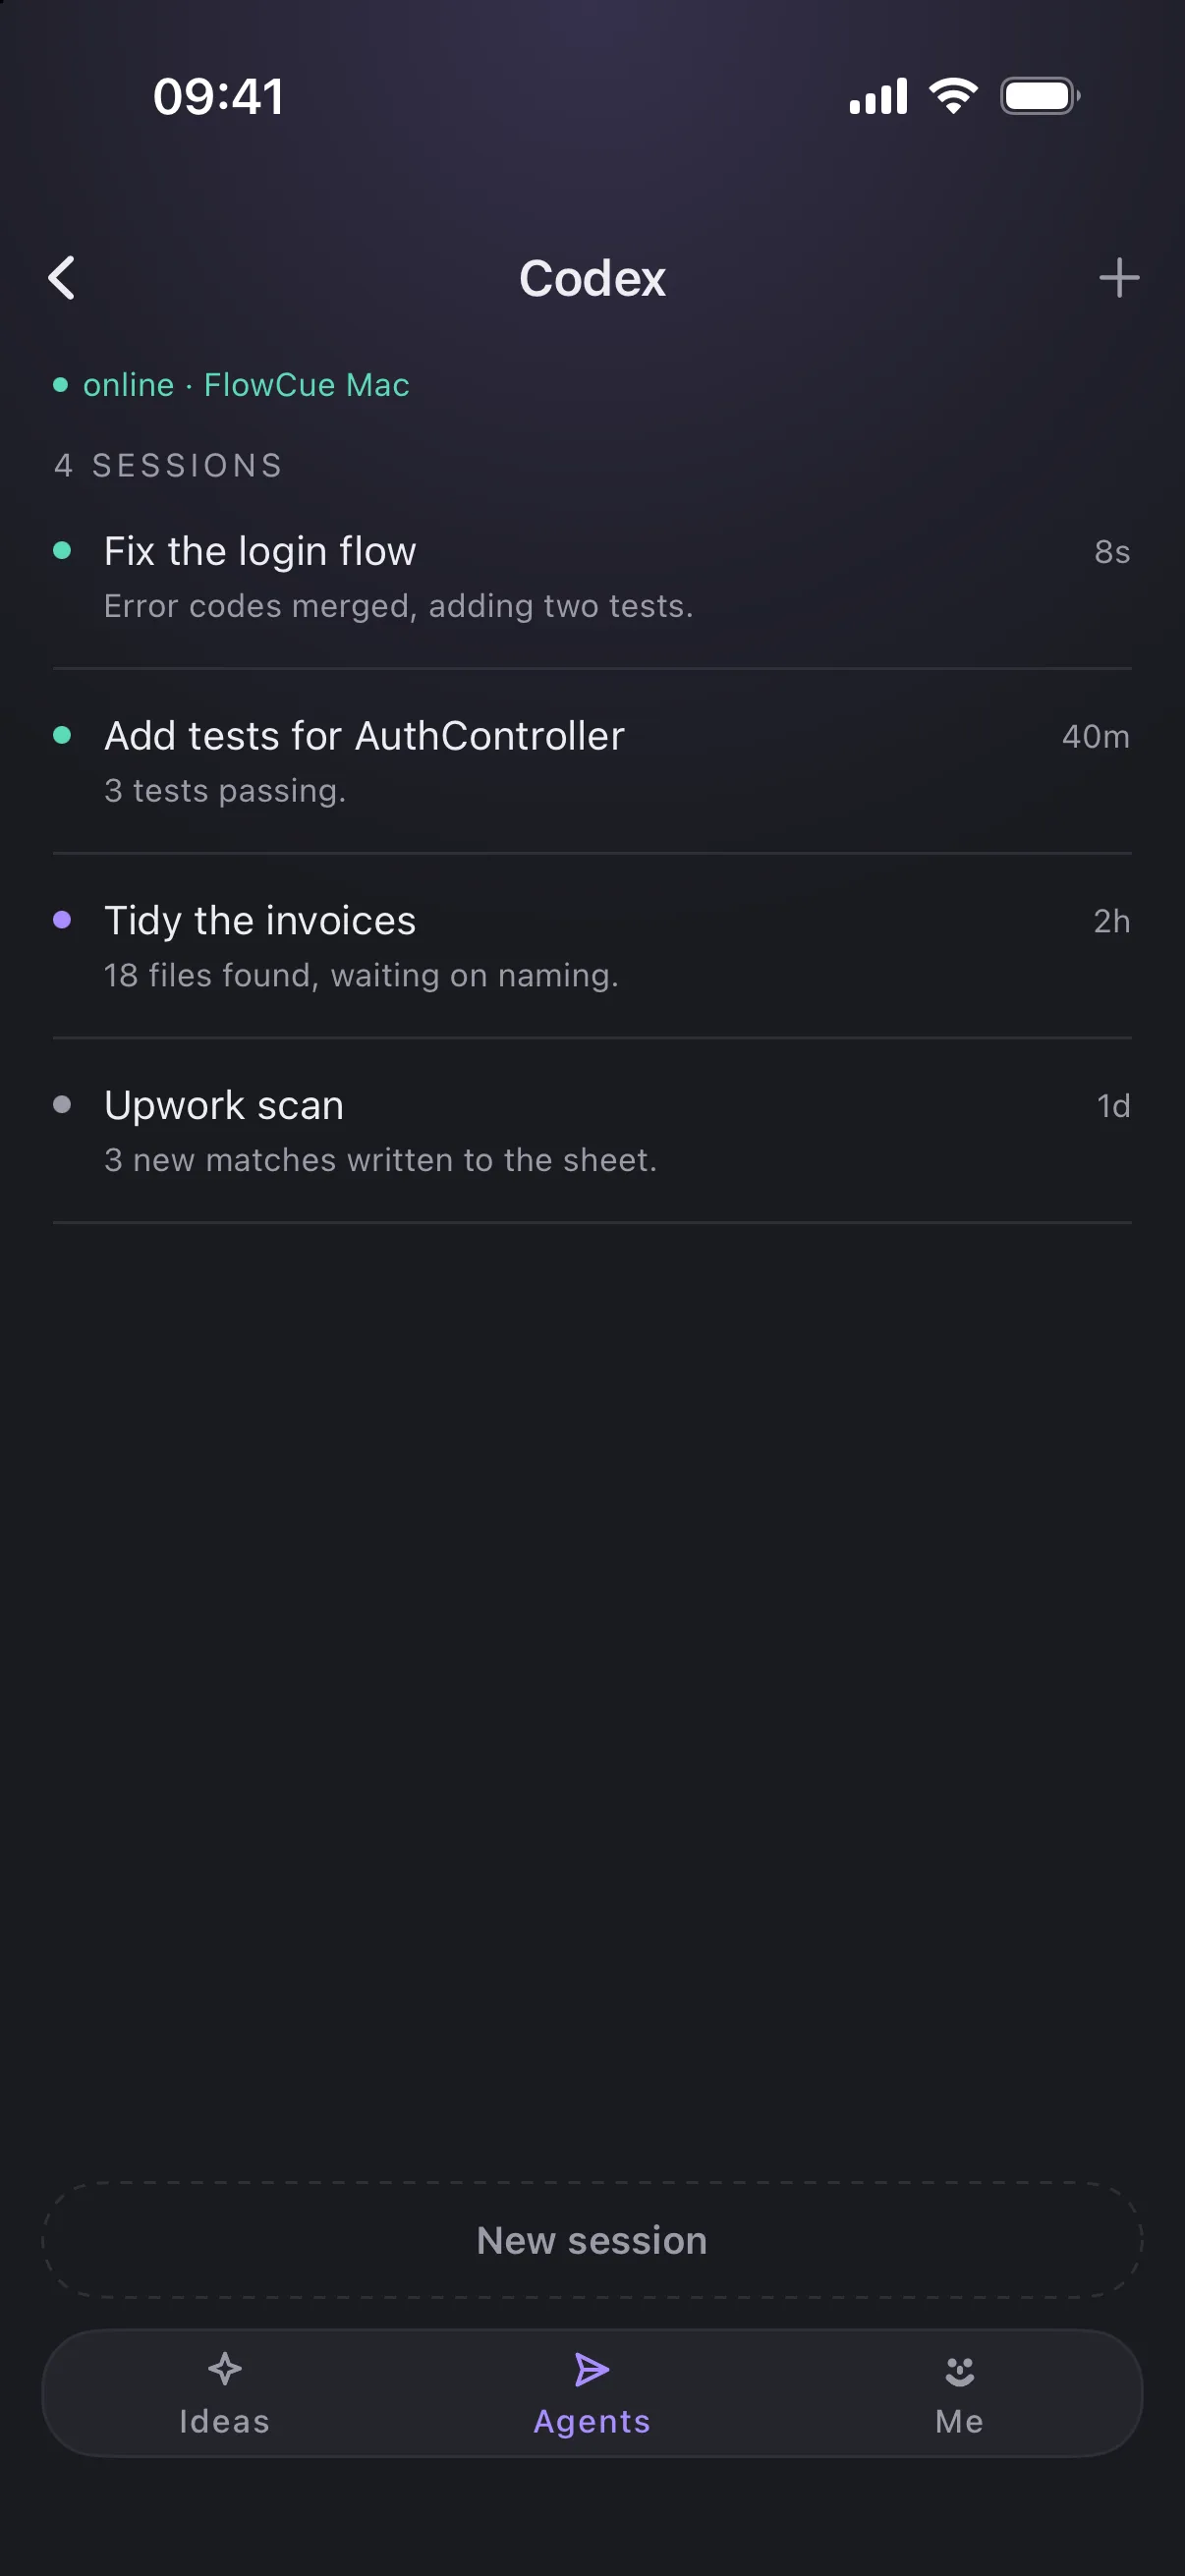 09:41
Codex
online · FlowCue Mac
4 SESSIONS
Fix the login flow
8s
Error codes merged, adding two tests.
Add tests for AuthController
40m
3 tests passing.
Tidy the invoices
2h
18 files found, waiting on naming.
Upwork scan
1d
3 new matches written to the sheet.
New session
Ideas
Agents
Me